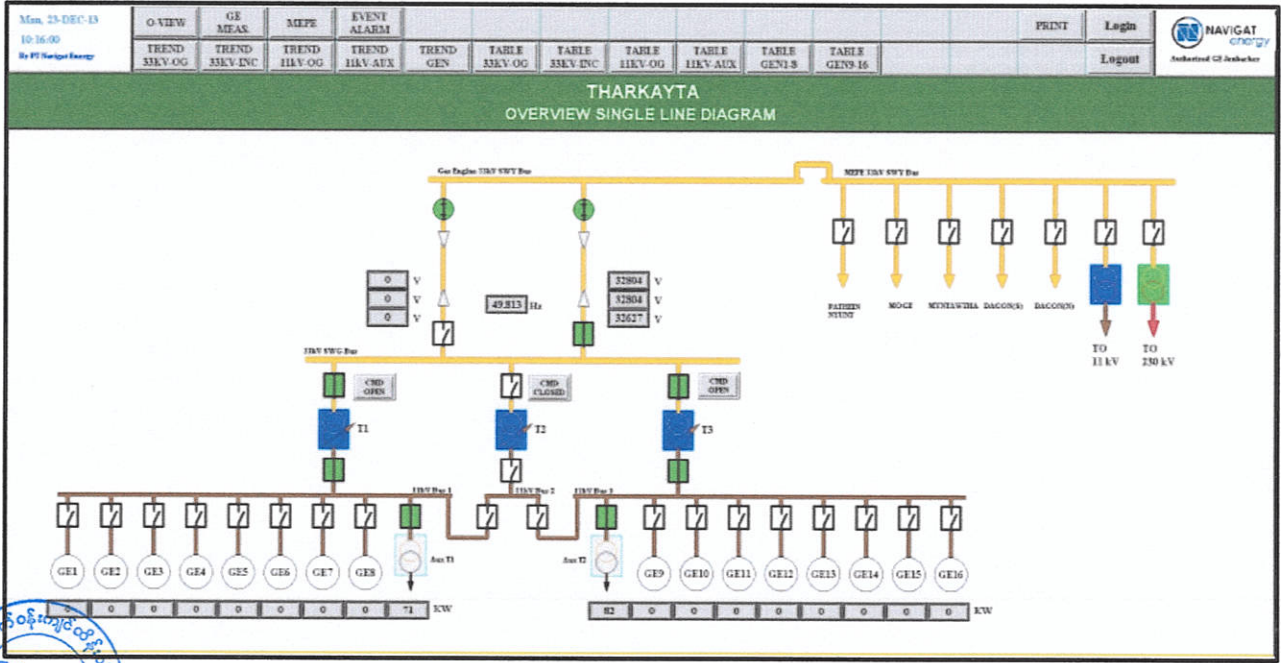 Mon, 23-DEC-13
10:16:00
By PT Navigat Energy
O-VIEW
GE MEAS.
MEPE
EVENT ALARM
PRINT
Login
TREND 33KV-OG
TREND 33KV-INC
TREND 11kV-OG
TREND 11kV-AUX
TREND GEN
TABLE 33KV-OG
TABLE 33KV-INC
TABLE 11KV-OG
TABLE 11KV-AUX
TABLE GEN1-8
TABLE GEN9-16
Logout
NAVIGAT
energy
Authorized GE Jenbacher
THARKAYTA
OVERVIEW SINGLE LINE DIAGRAM
Gas Engine 33kV SWY Bus
MEPE 33kV SWY Bus
0 V
0 V
0 V
49.813 Hz
32804 V
32804 V
32627 V
NYUNT
MOGE
DAGON(S)
DAGON(N)
TO
11 kV
TO
230 kV
33kV SWG Bus
CMD OPEN
CMD CLOSED
CMD OPEN
T1
T2
T3
11kV Bus 1
11kV Bus 2
11kV Bus 3
Aux T1
Aux T2
GE1 GE2 GE3 GE4 GE5 GE6 GE7 GE8
GE9 GE10 GE11 GE12 GE13 GE14 GE15 GE16
0 0 0 0 0 0 0 0 71 KW
82 0 0 0 0 0 0 0 0 KW